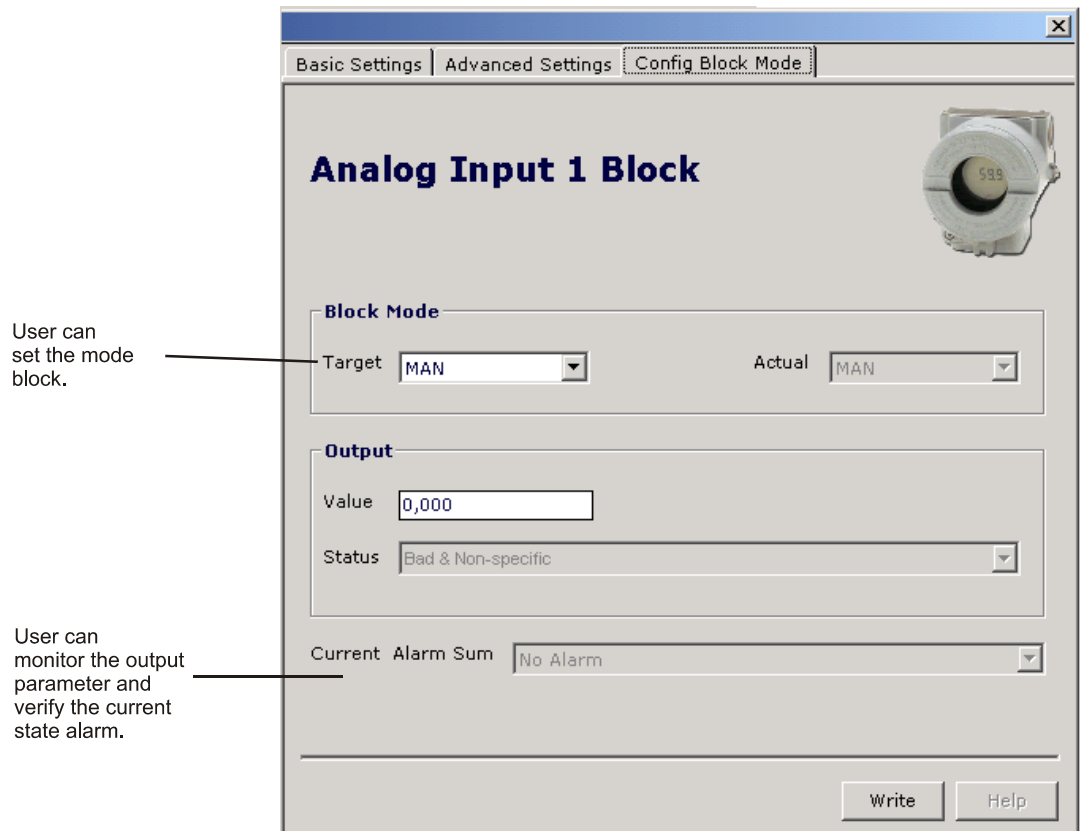 Basic Settings Advanced Settings Config Block Mode
Analog Input 1 Block
59.9
Block Mode
User can
set the mode
block.
Target MAN Actual MAN
Output
Value 0,000
Status Bad & Non-specific
User can
monitor the output
parameter and
verify the current
state alarm.
Current Alarm Sum No Alarm
Write Help